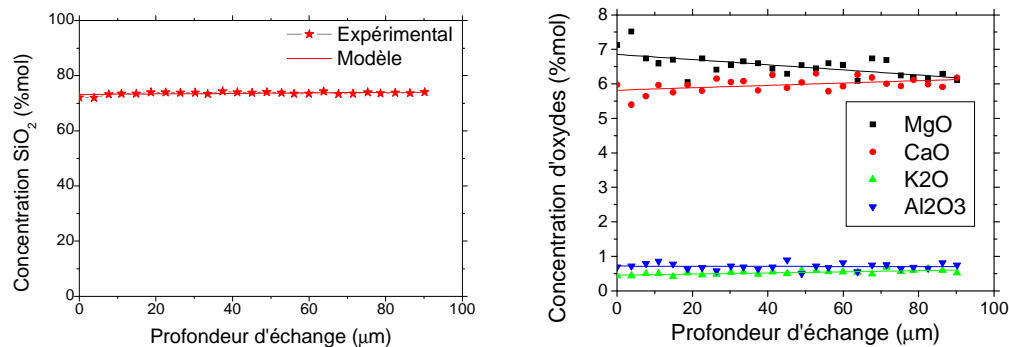 100
80
60
40
20
0
Concentration SiO2 (%mol)
Expérimental
Modèle
0 20 40 60 80 100
Profondeur d'échange (µm)
8
7
6
5
4
3
2
1
0
Concentration d'oxydes (%mol)
MgO
CaO
K2O
Al2O3
0 20 40 60 80 100
Profondeur d'échange (µm)